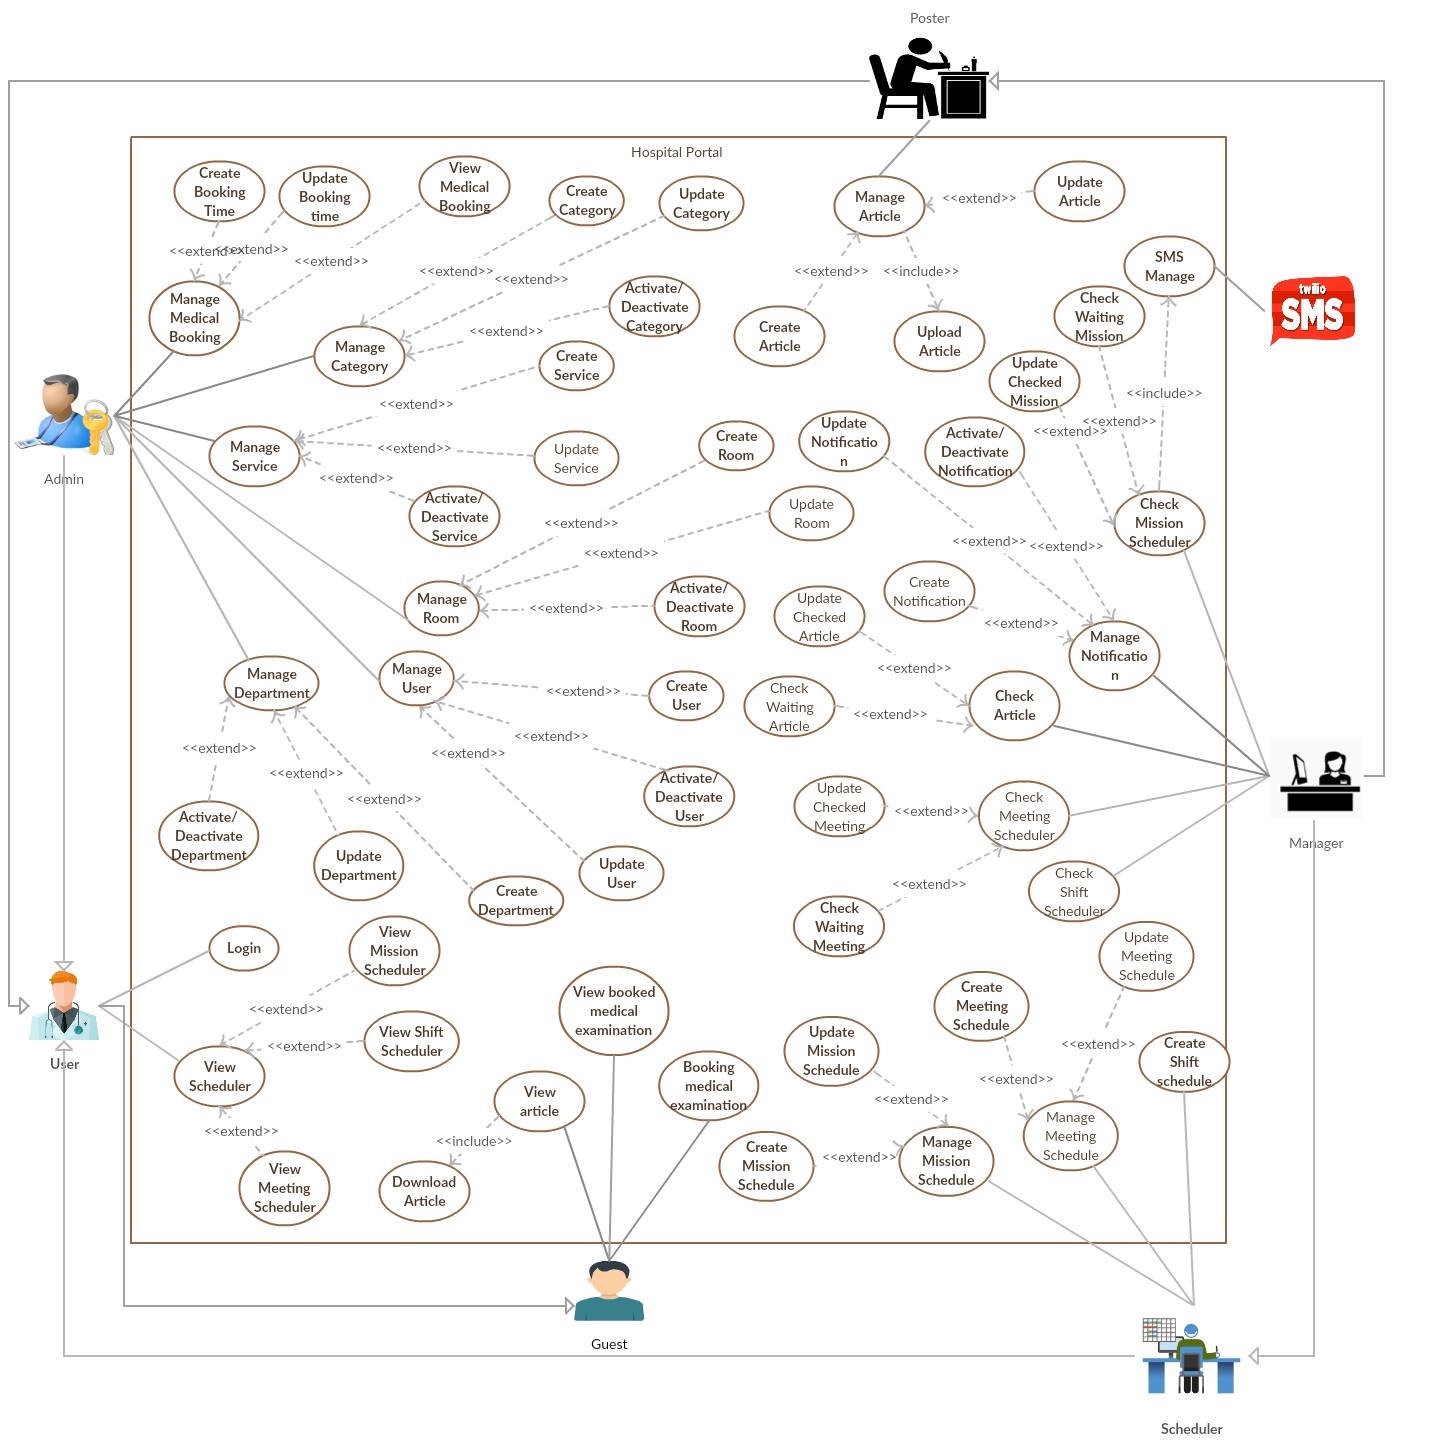 Poster
Hospital Portal
Create
Booking
Time
Update
Booking
time
View
Medical
Booking
Create
Category
Update
Category
Manage
Article
<<extend>>
Update
Article
<<extend>>
<<extend>>
<<extend>>
<<extend>>
<<extend>>
<<extend>>
<<include>>
SMS
Manage
twilio
SMS
Manage
Medical
Booking
Activate/
Deactivate
Category
Check
Waiting
Mission
<<extend>>
Manage
Category
Create
Service
Create
Article
Upload
Article
Update
Checked
Mission
<<include>>
<<extend>>
<<extend>>
<<extend>>
Admin
Manage
Service
<<extend>>
Update
Service
Create
Room
Update
Notificatio
n
Activate/
Deactivate
Notification
<<extend>>
Activate/
Deactivate
Service
Update
Room
Check
Mission
Scheduler
<<extend>>
<<extend>>
<<extend>>
<<extend>>
Manage
Room
<<extend>>
Activate/
Deactivate
Room
Update
Checked
Article
Create
Notification
<<extend>>
Manage
Notificatio
n
Manage
Department
Manage
User
<<extend>>
Create
User
<<extend>>
Check
Waiting
Article
<<extend>>
Check
Article
<<extend>>
<<extend>>
<<extend>>
<<extend>>
<<extend>>
Activate/
Deactivate
User
Update
Checked
Meeting
<<extend>>
Check
Meeting
Scheduler
Manager
Activate/
Deactivate
Department
Update
Department
Create
Department
Update
User
<<extend>>
Check
Shift
Scheduler
Check
Waiting
Meeting
Login
View
Mission
Scheduler
Update
Meeting
Schedule
View booked
medical
examination
Create
Meeting
Schedule
<<extend>>
View Shift
Scheduler
<<extend>>
Update
Mission
Schedule
<<extend>>
Create
Shift
schedule
User
View
Scheduler
View
article
Booking
medical
examination
<<extend>>
<<extend>>
Manage
Meeting
Schedule
<<extend>>
<<include>>
Create
Mission
Schedule
<<extend>>
Manage
Mission
Schedule
View
Meeting
Scheduler
Download
Article
Guest
Scheduler